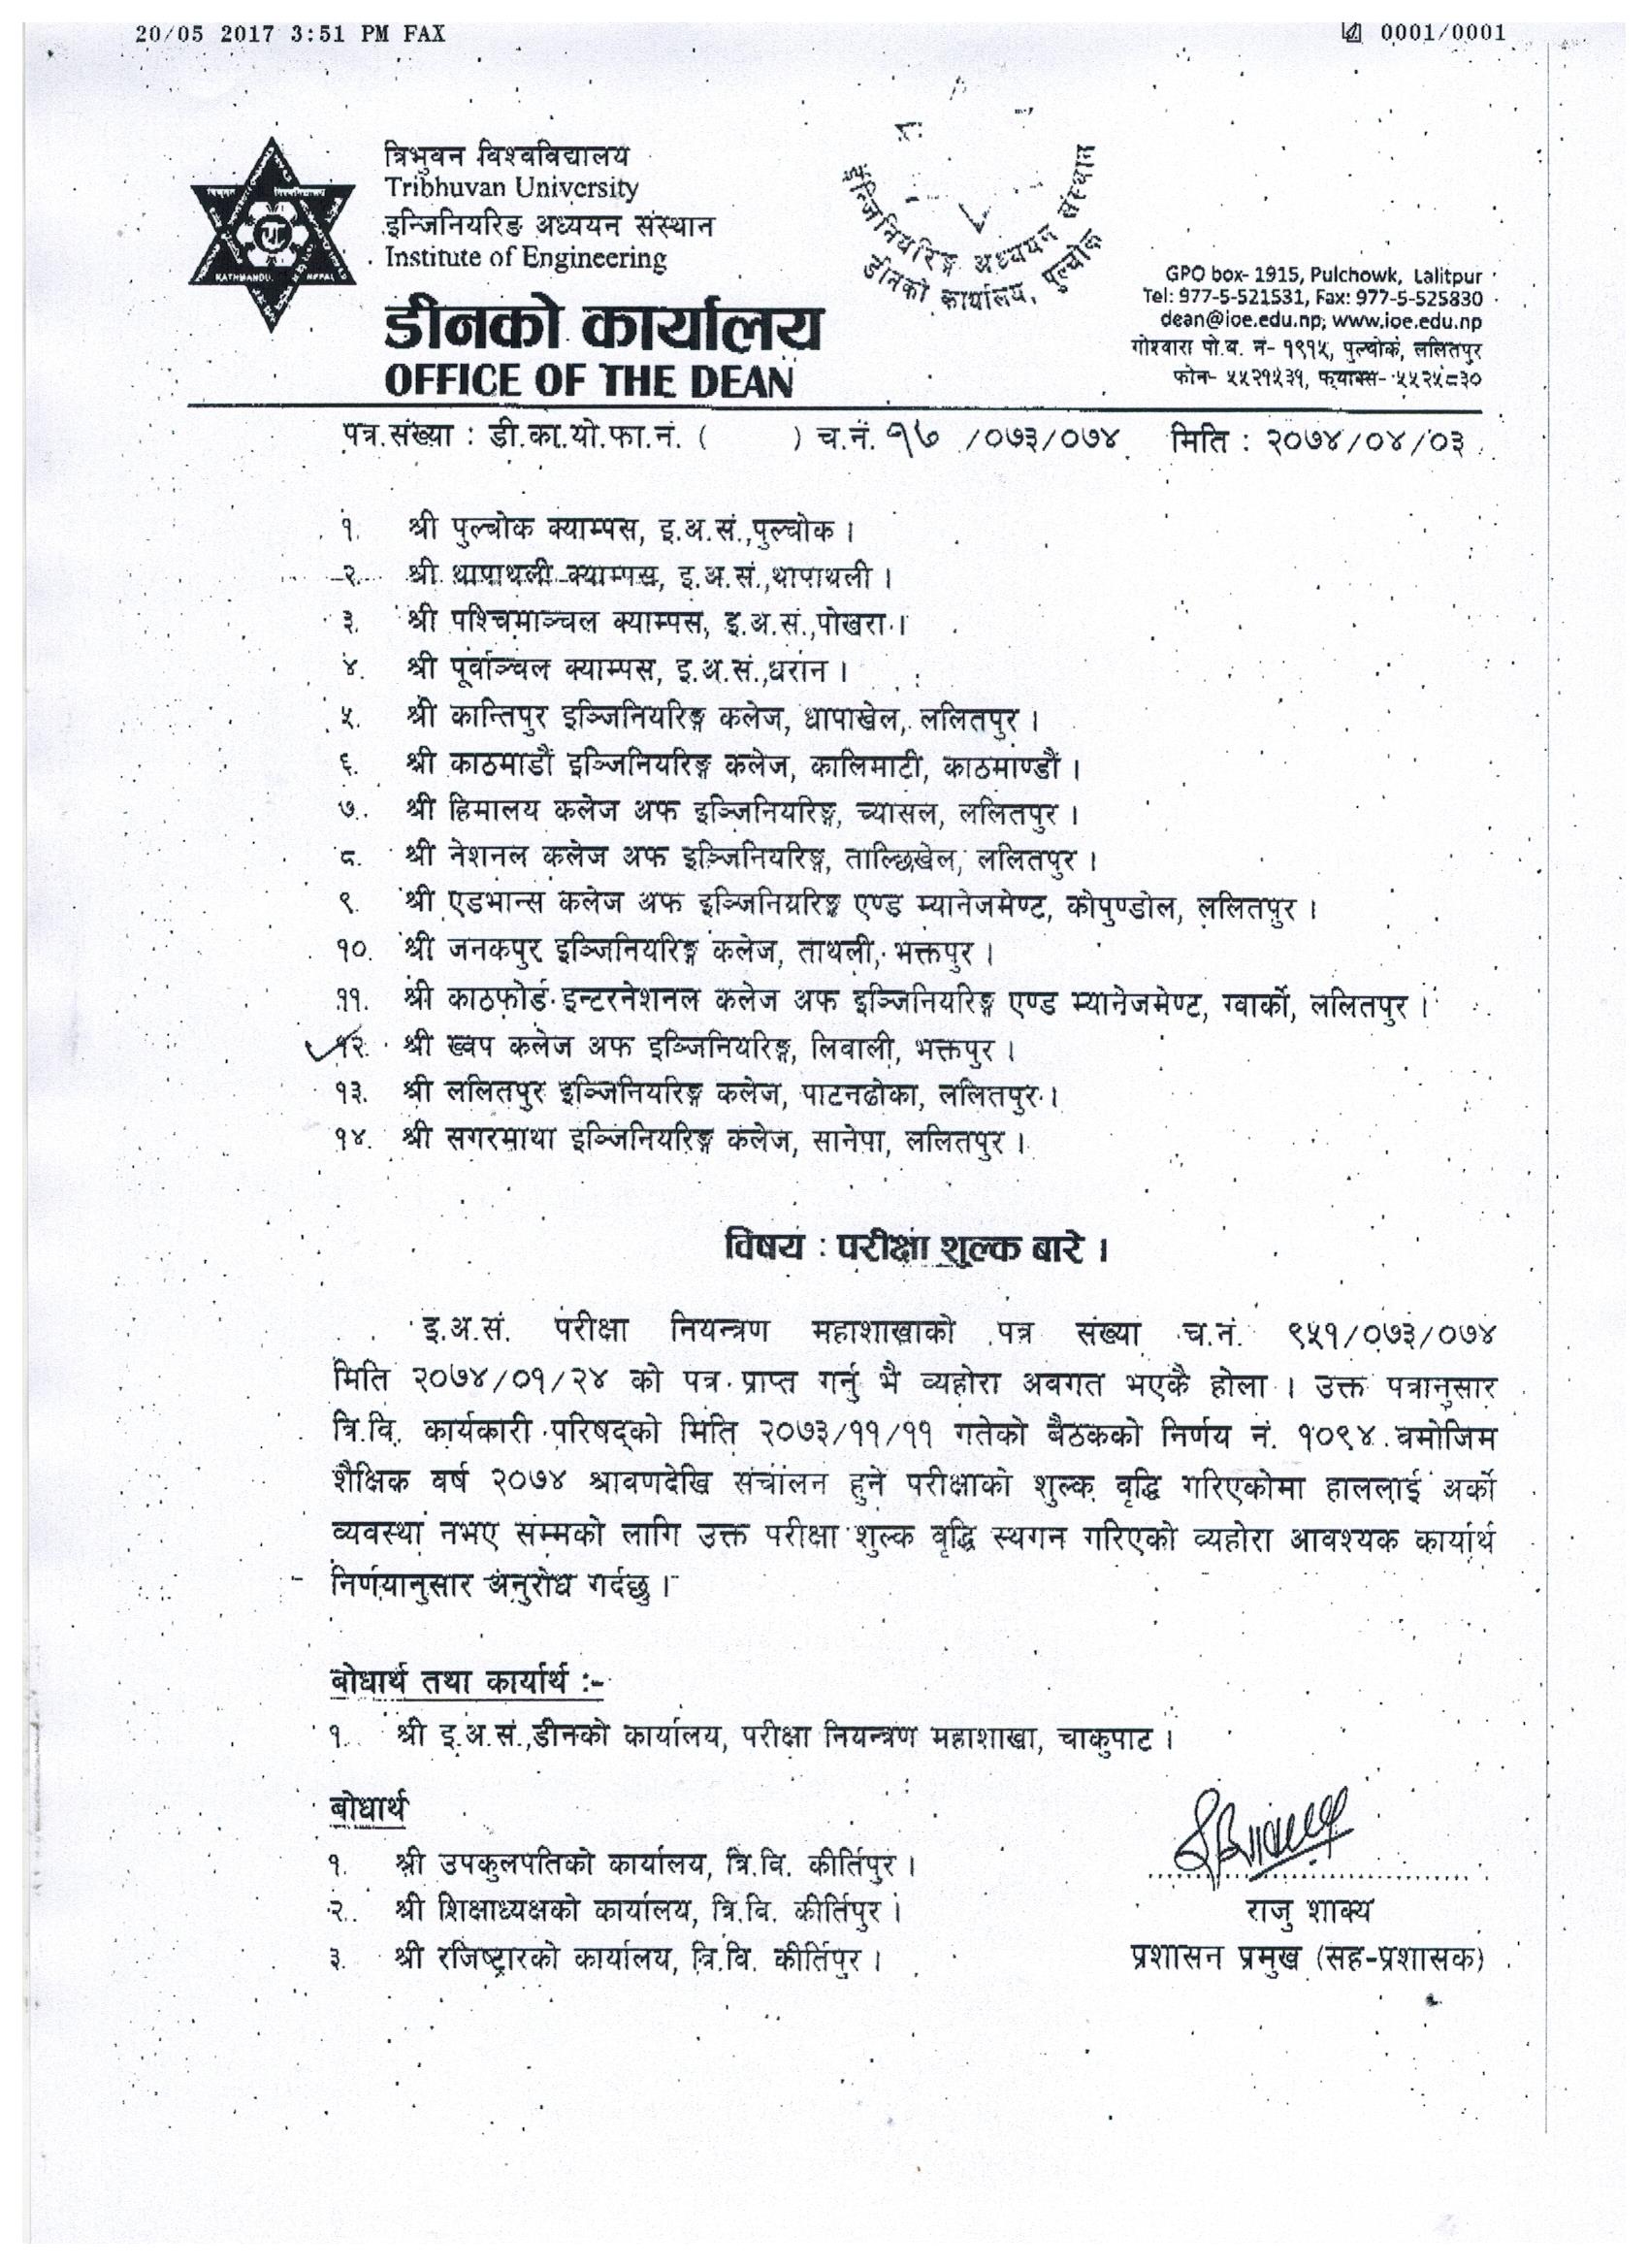 20/05 2017 3:51 PM FAX
0001/0001
त्रिभुवन विश्वविद्यालय
Tribhuvan University
इन्जिनियरिङ अध्ययन संस्थान
Institute of Engineering
डीनको कार्यालय
OFFICE OF THE DEAN
KATHMANDU, NEPAL
इन्जिनियरिङ्ग अध्ययन संस्थान
डीनको कार्यालय, पुल्चोक
GPO box- 1915, Pulchowk, Lalitpur
Tel: 977-5-521531, Fax: 977-5-525830
dean@ioe.edu.np; www.ioe.edu.np
गोश्वारा पो.ब. नं- १९१५, पुल्चोक, ललितपुर
फोन- ५५२१५३१, फ्याक्स- ५५२५८३०
पत्र.संख्या : डी.का.यो.फा.नं. ( ) च.नं. १७ /०७३/०७४ मिति : २०७४/०४/०३
१. श्री पुल्चोक क्याम्पस, इ.अ.सं.,पुल्चोक ।
२. श्री थापाथली क्याम्पस, इ.अ.सं.,थापाथली ।
३. श्री पश्चिमाञ्चल क्याम्पस, इ.अ.सं.,पोखरा ।
४. श्री पूर्वाञ्चल क्याम्पस, इ.अ.सं.,धरान ।
५. श्री कान्तिपुर इञ्जिनियरिङ्ग कलेज, धापाखेल, ललितपुर ।
६. श्री काठमाडौं इञ्जिनियरिङ्ग कलेज, कालिमाटी, काठमाण्डौं ।
७. श्री हिमालय कलेज अफ इञ्जिनियरिङ्ग, च्यासल, ललितपुर ।
८. श्री नेशनल कलेज अफ इञ्जिनियरिङ्ग, ताल्छिखेल, ललितपुर ।
९. श्री एडभान्स कलेज अफ इञ्जिनियरिङ्ग एण्ड म्यानेजमेण्ट, कोपुण्डोल, ललितपुर ।
१०. श्री जनकपुर इञ्जिनियरिङ्ग कलेज, ताथली, भक्तपुर ।
११. श्री काठफोर्ड इन्टरनेशनल कलेज अफ इञ्जिनियरिङ्ग एण्ड म्यानेजमेण्ट, ग्वार्को, ललितपुर ।
१२. श्री ख्वप कलेज अफ इञ्जिनियरिङ्ग, लिवाली, भक्तपुर ।
१३. श्री ललितपुर इञ्जिनियरिङ्ग कलेज, पाटनढोका, ललितपुर ।
१४. श्री सगरमाथा इञ्जिनियरिङ्ग कलेज, सानेपा, ललितपुर ।
विषय : परीक्षा शुल्क बारे ।
इ.अ.सं. परीक्षा नियन्त्रण महाशाखाको पत्र संख्या च.नं. ९५१/०७३/०७४
मिति २०७४/०१/२४ को पत्र प्राप्त गर्नु भै व्यहोरा अवगत भएकै होला । उक्त पत्रानुसार
त्रि.वि. कार्यकारी परिषद्को मिति २०७३/११/११ गतेको बैठकको निर्णय नं. १०९४ बमोजिम
शैक्षिक वर्ष २०७४ श्रावणदेखि संचालन हुने परीक्षाको शुल्क वृद्धि गरिएकोमा हाललाई अर्को
व्यवस्था नभए सम्मको लागि उक्त परीक्षा शुल्क वृद्धि स्थगन गरिएको व्यहोरा आवश्यक कार्यार्थ
निर्णयानुसार अनुरोध गर्दछु ।
बोधार्थ तथा कार्यार्थ :-
१. श्री इ.अ.सं.,डीनको कार्यालय, परीक्षा नियन्त्रण महाशाखा, चाकुपाट ।
बोधार्थ
१. श्री उपकुलपतिको कार्यालय, त्रि.वि. कीर्तिपुर ।
२. श्री शिक्षाध्यक्षको कार्यालय, त्रि.वि. कीर्तिपुर ।
३. श्री रजिष्ट्रारको कार्यालय, त्रि.वि. कीर्तिपुर ।
राजु शाक्य
प्रशासन प्रमुख (सह-प्रशासक)